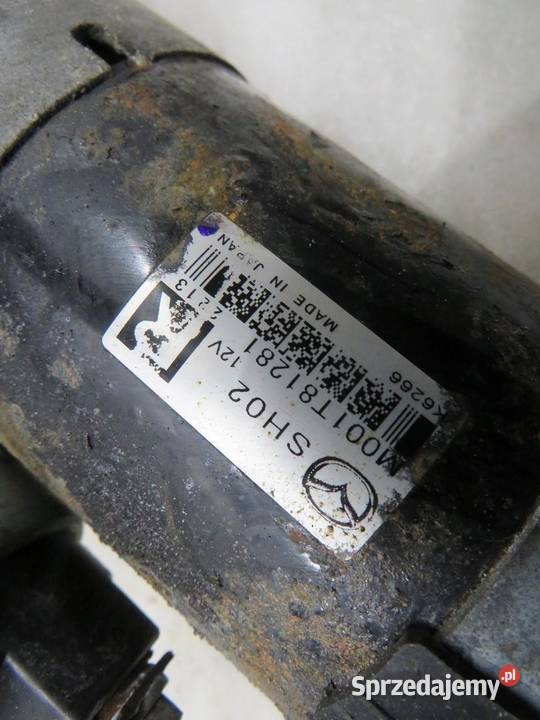 SH02 12V
M001T81281
K6266 MADE IN JAPAN
Sprzedajemy.pl